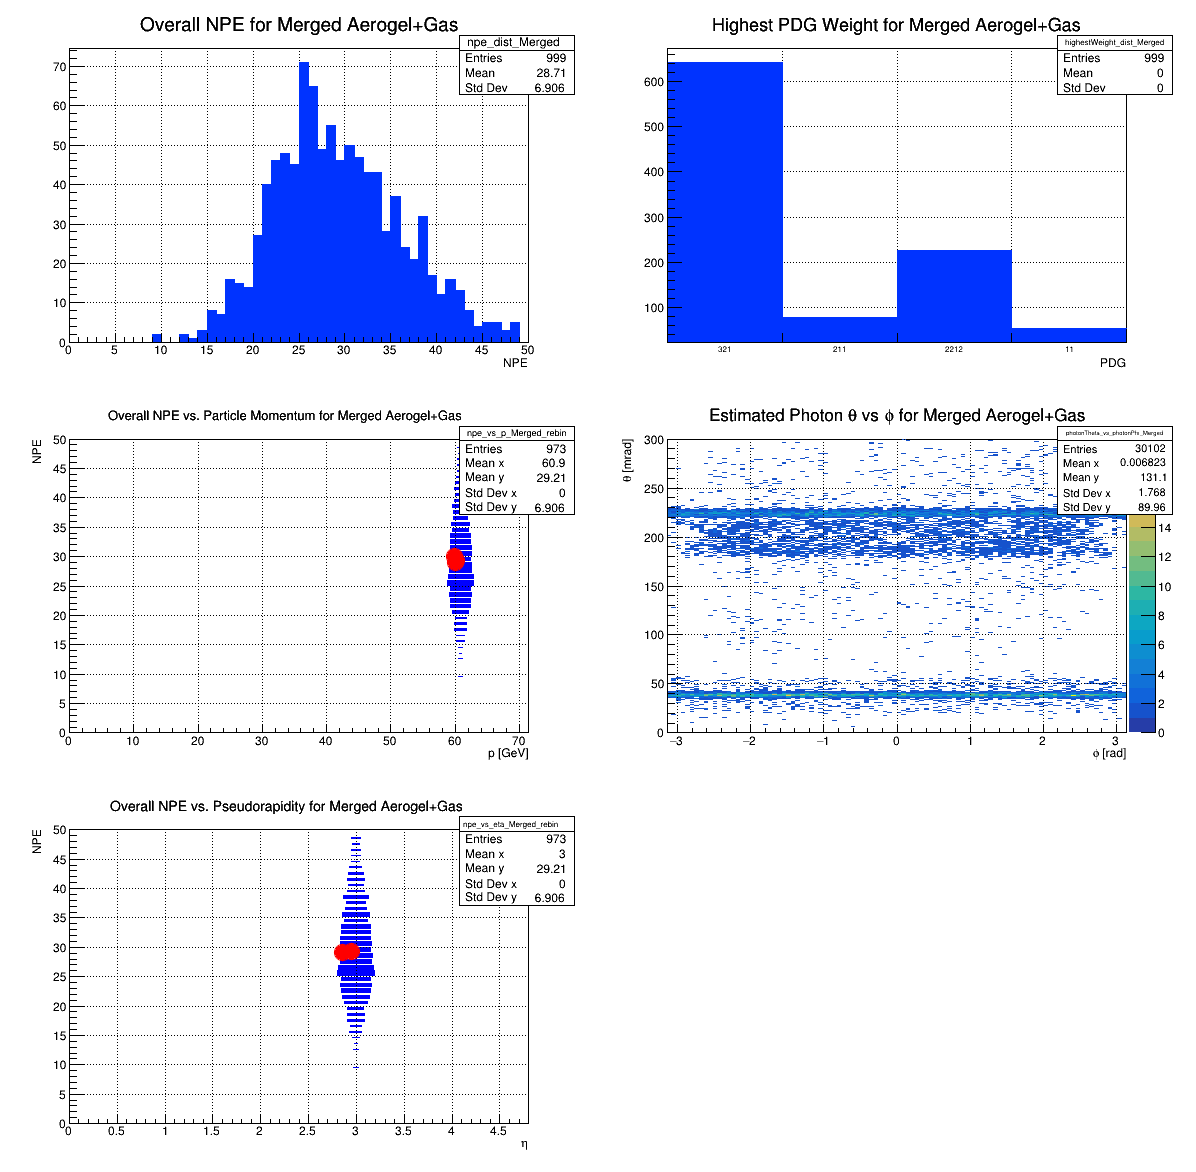 Overall NPE for Merged Aerogel+Gas
npe_dist_Merged
Entries 999
Mean 28.71
Std Dev 6.906
70
60
50
40
30
20
10
0
0 5 10 15 20 25 30 35 40 45 50
NPE
Highest PDG Weight for Merged Aerogel+Gas
highestWeight_dist_Merged
Entries 999
Mean 0
Std Dev 0
600
500
400
300
200
100
321 211 2212 11
PDG
Overall NPE vs. Particle Momentum for Merged Aerogel+Gas
npe_vs_p_Merged_rebin
Entries 973
Mean x 60.9
Mean y 29.21
Std Dev x 0
Std Dev y 6.906
NPE
50
45
40
35
30
25
20
15
10
5
0
0 10 20 30 40 50 60 70
p [GeV]
Estimated Photon θ vs ϕ for Merged Aerogel+Gas
photonTheta_vs_photonPhi_Merged
Entries 30102
Mean x 0.006823
Mean y 131.1
Std Dev x 1.768
Std Dev y 89.96
θ [mrad]
300
250
200
150
100
50
0
−3 −2 −1 0 1 2 3
ϕ [rad]
14
12
10
8
6
4
2
0
Overall NPE vs. Pseudorapidity for Merged Aerogel+Gas
npe_vs_eta_Merged_rebin
Entries 973
Mean x 3
Mean y 29.21
Std Dev x 0
Std Dev y 6.906
NPE
50
45
40
35
30
25
20
15
10
5
0
0 0.5 1 1.5 2 2.5 3 3.5 4 4.5
η